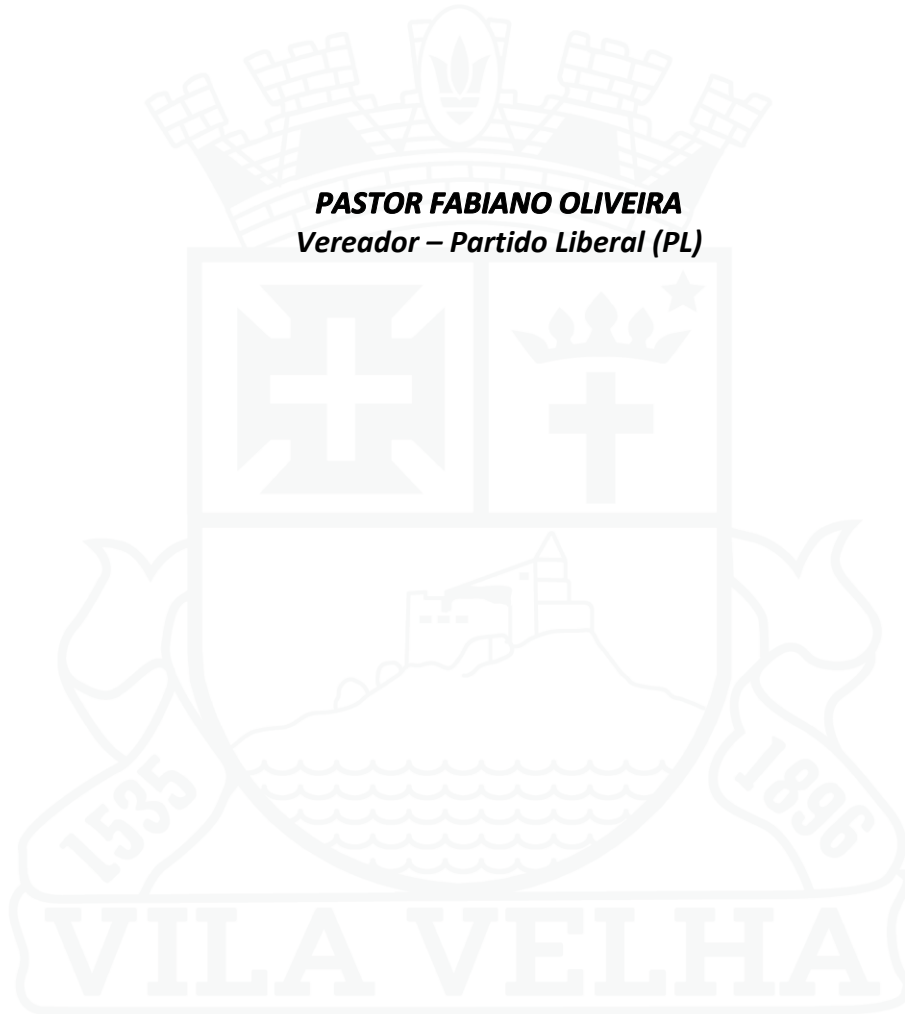 PASTOR FABIANO OLIVEIRA
Vereador – Partido Liberal (PL)
1535
1896
VILA VELHA